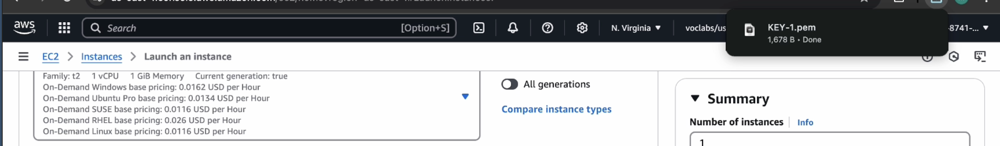 aws
Search
[Option+S]
N. Virginia
voclabs/us
KEY-1.pem
1,678 B • Done
-8741-...
EC2
Instances
Launch an instance
Family: t2 1 vCPU 1 GiB Memory Current generation: true
On-Demand Windows base pricing: 0.0162 USD per Hour
On-Demand Ubuntu Pro base pricing: 0.0134 USD per Hour
On-Demand SUSE base pricing: 0.0116 USD per Hour
On-Demand RHEL base pricing: 0.026 USD per Hour
On-Demand Linux base pricing: 0.0116 USD per Hour
All generations
Compare instance types
Summary
Number of instances
Info
1